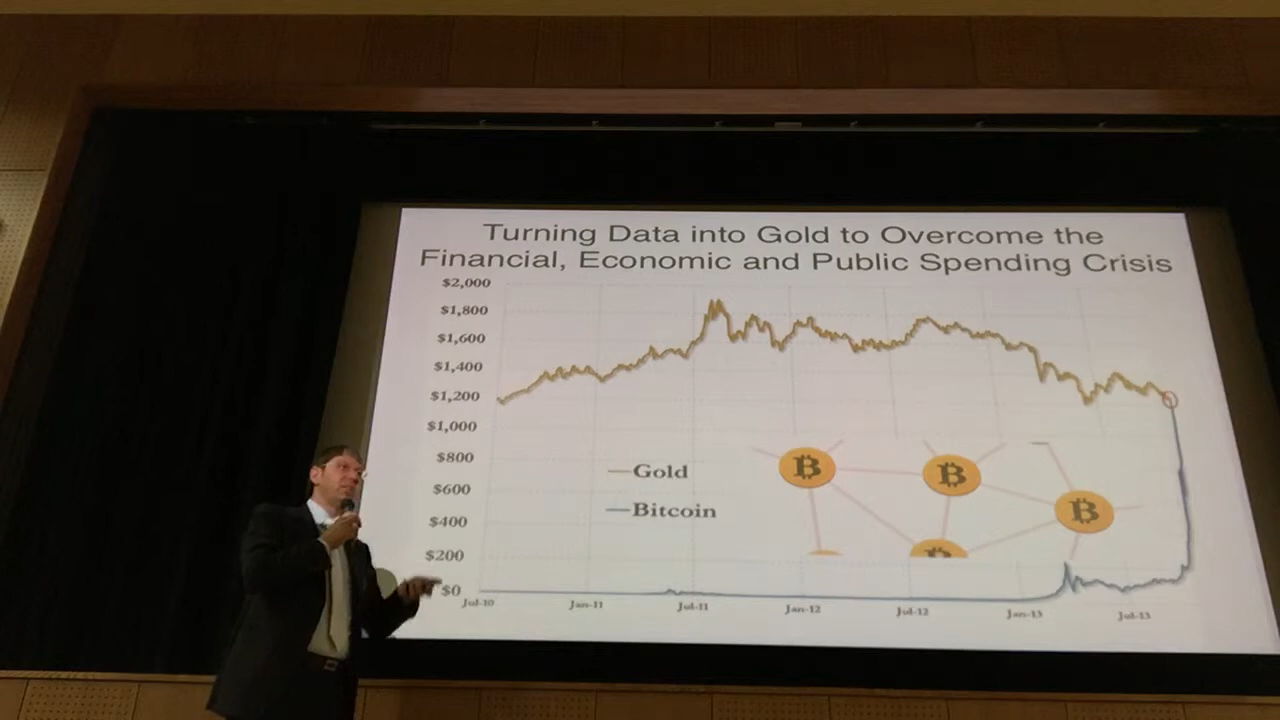 Turning Data into Gold to Overcome the
Financial, Economic and Public Spending Crisis
$2,000
$1,800
$1,600
$1,400
$1,200
$1,000
$800
$600
$400
$200
$0
Gold
Bitcoin
Jul-10 Jan-11 Jul-11 Jan-12 Jul-12 Jan-13 Jul-13